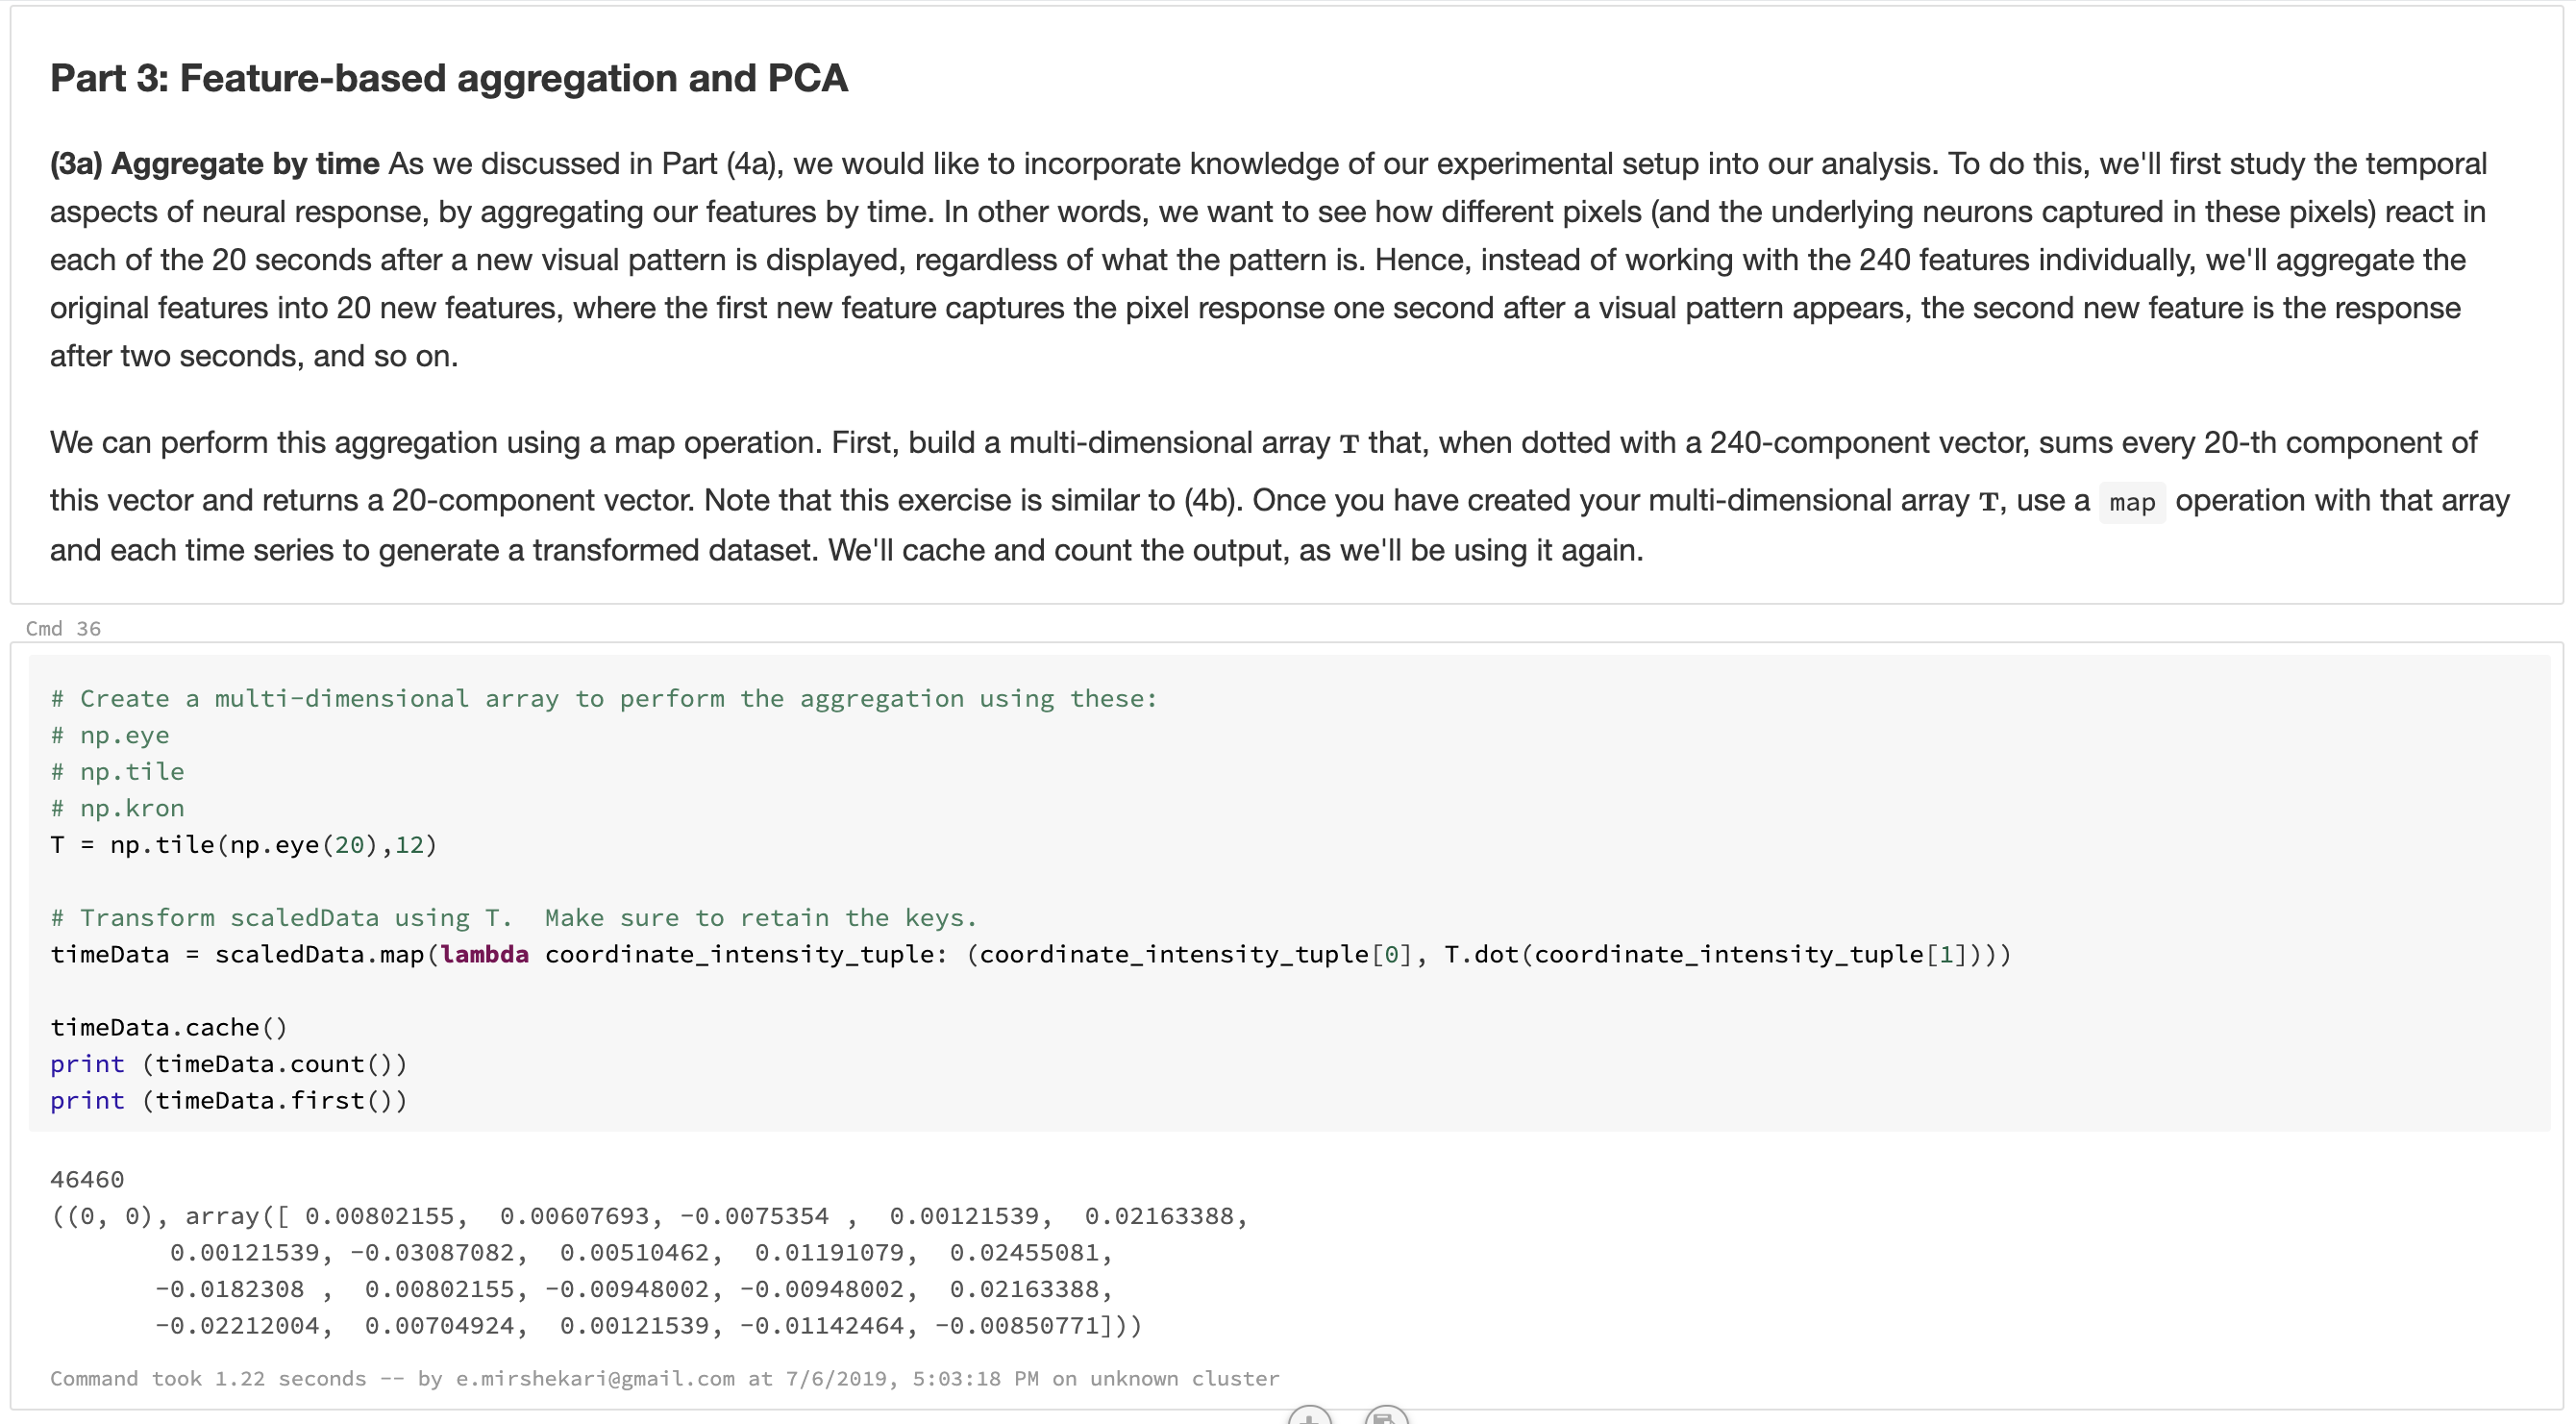 Part 3: Feature-based aggregation and PCA
(3a) Aggregate by time As we discussed in Part (4a), we would like to incorporate knowledge of our experimental setup into our analysis. To do this, we'll first study the temporal
aspects of neural response, by aggregating our features by time. In other words, we want to see how different pixels (and the underlying neurons captured in these pixels) react in
each of the 20 seconds after a new visual pattern is displayed, regardless of what the pattern is. Hence, instead of working with the 240 features individually, we'll aggregate the
original features into 20 new features, where the first new feature captures the pixel response one second after a visual pattern appears, the second new feature is the response
after two seconds, and so on.
We can perform this aggregation using a map operation. First, build a multi-dimensional array T that, when dotted with a 240-component vector, sums every 20-th component of
this vector and returns a 20-component vector. Note that this exercise is similar to (4b). Once you have created your multi-dimensional array T, use a map operation with that array
and each time series to generate a transformed dataset. We'll cache and count the output, as we'll be using it again.
Cmd 36
# Create a multi-dimensional array to perform the aggregation using these:
# np.eye
# np.tile
# np.kron
T = np.tile(np.eye(20),12)
# Transform scaledData using T.  Make sure to retain the keys.
timeData = scaledData.map(lambda coordinate_intensity_tuple: (coordinate_intensity_tuple[0], T.dot(coordinate_intensity_tuple[1])))
timeData.cache()
print (timeData.count())
print (timeData.first())
46460
((0, 0), array([ 0.00802155,  0.00607693, -0.0075354 ,  0.00121539,  0.02163388,
        0.00121539, -0.03087082,  0.00510462,  0.01191079,  0.02455081,
       -0.0182308 ,  0.00802155, -0.00948002, -0.00948002,  0.02163388,
       -0.02212004,  0.00704924,  0.00121539, -0.01142464, -0.00850771]))
Command took 1.22 seconds -- by e.mirshekari@gmail.com at 7/6/2019, 5:03:18 PM on unknown cluster